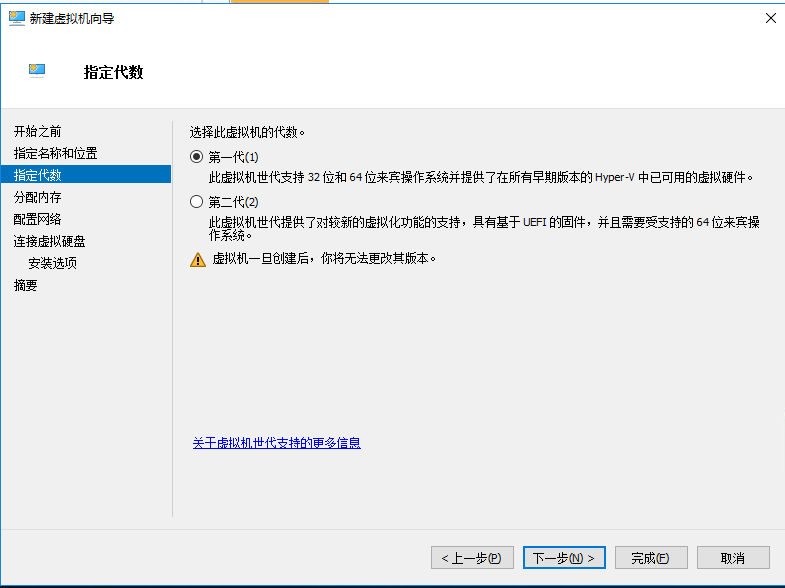 新建虚拟机向导
指定代数
开始之前
指定名称和位置
指定代数
分配内存
配置网络
连接虚拟硬盘
安装选项
摘要
选择此虚拟机的代数。
第一代(1)
此虚拟机世代支持 32 位和 64 位来宾操作系统并提供了在所有早期版本的 Hyper-V 中已可用的虚拟硬件。
第二代(2)
此虚拟机世代提供了对较新的虚拟化功能的支持，具有基于 UEFI 的固件，并且需要受支持的 64 位来宾操
作系统。
虚拟机一旦创建后，你将无法更改其版本。
关于虚拟机世代支持的更多信息
< 上一步(P)
下一步(N) >
完成(F)
取消